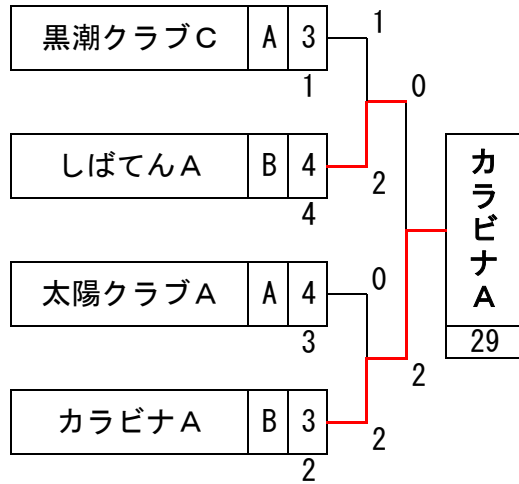 黒潮クラブC A 3 1
1 0
しばてんA B 4
4 2
カラビナA
太陽クラブA A 4 0
3 29
2
カラビナA B 3 2
2